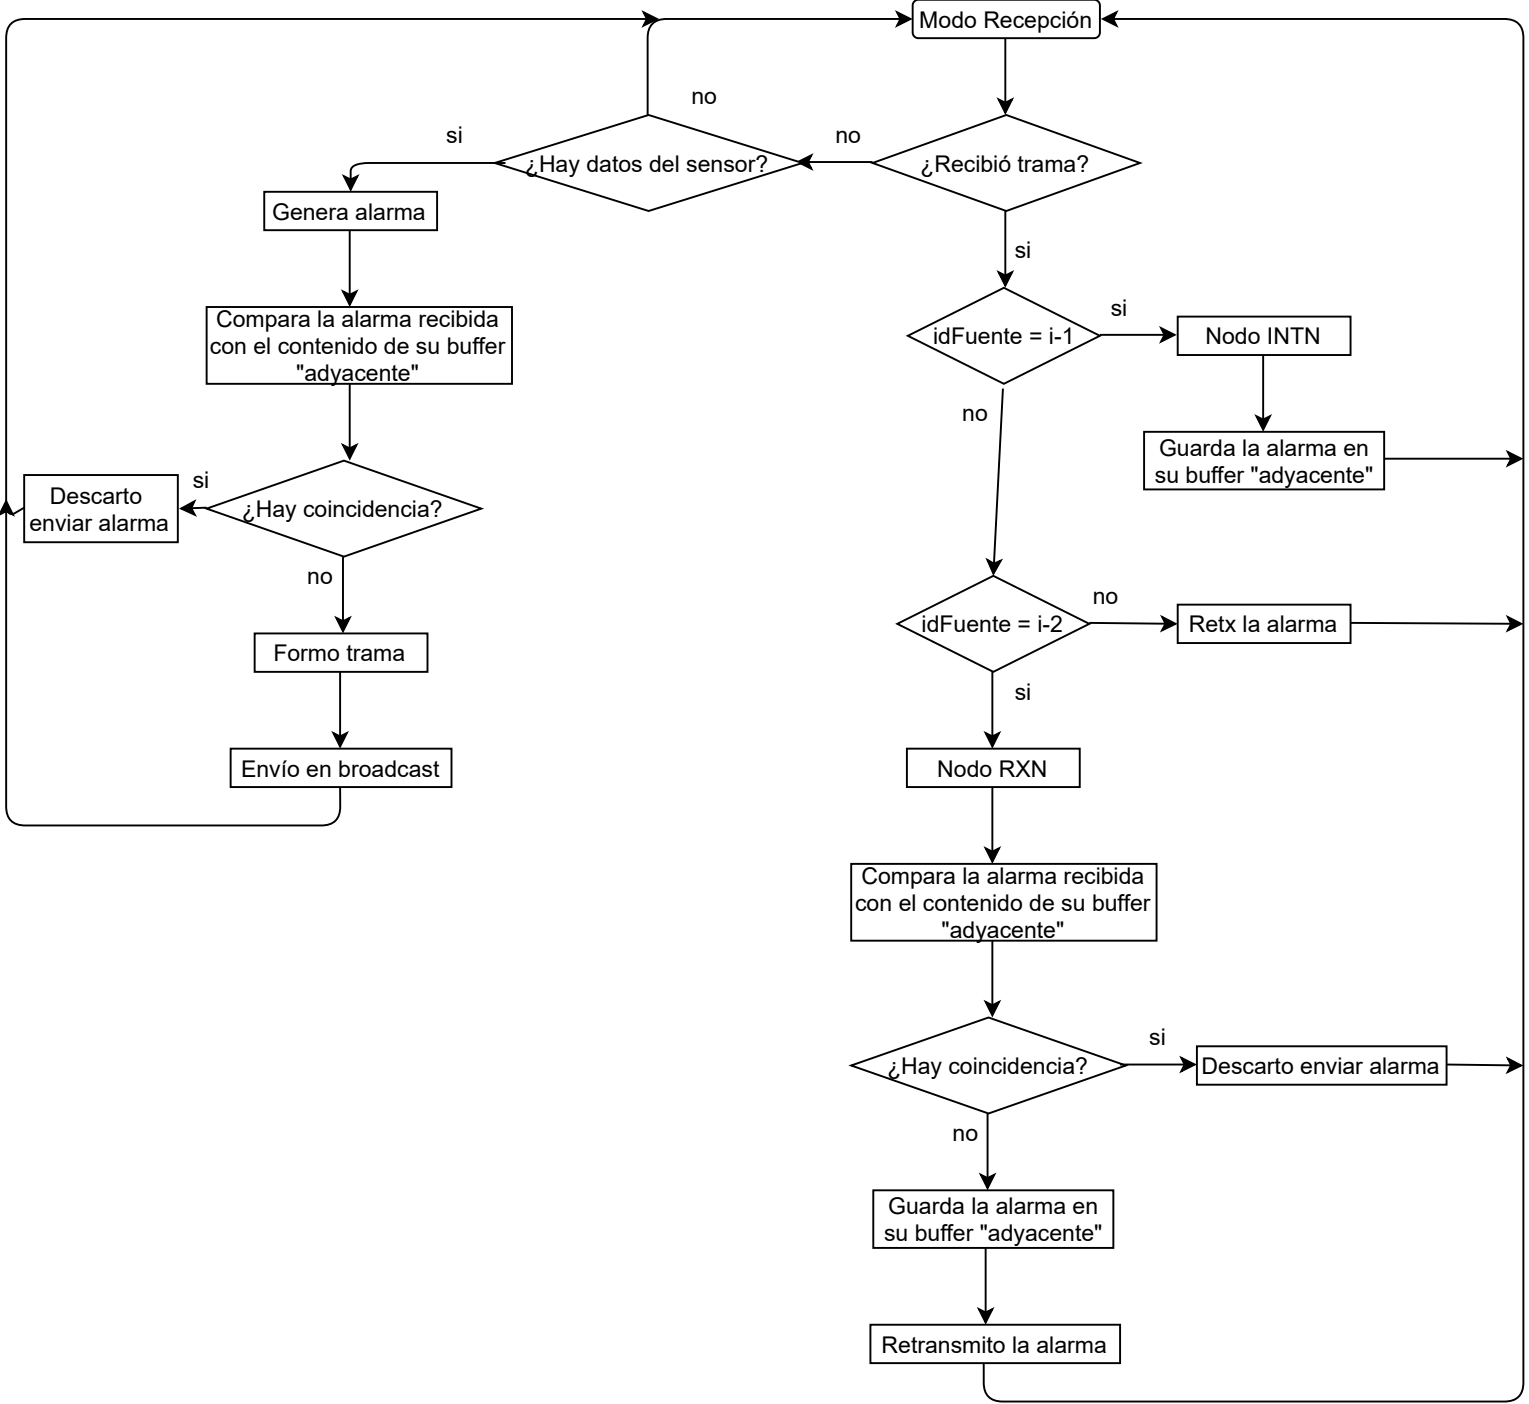 Modo Recepción
no
si
no
¿Hay datos del sensor?
¿Recibió trama?
Genera alarma
si
si
Compara la alarma recibida
con el contenido de su buffer
"adyacente"
idFuente = i-1
Nodo INTN
no
Guarda la alarma en
su buffer "adyacente"
si
Descarto
enviar alarma
¿Hay coincidencia?
no
no
idFuente = i-2
Retx la alarma
Formo trama
si
Envío en broadcast
Nodo RXN
Compara la alarma recibida
con el contenido de su buffer
"adyacente"
si
¿Hay coincidencia?
Descarto enviar alarma
no
Guarda la alarma en
su buffer "adyacente"
Retransmito la alarma